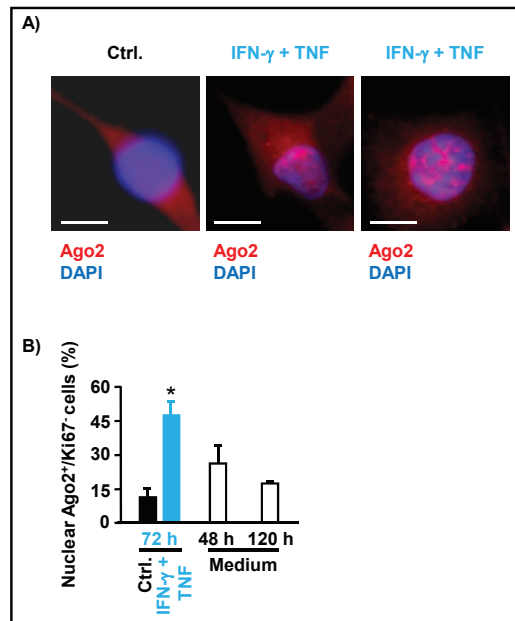 A)
Ctrl. IFN-γ + TNF IFN-γ + TNF
Ago2 Ago2 Ago2
DAPI DAPI DAPI
B)
Nuclear Ago2⁺/Ki67⁻ cells (%)
60
45
30
15
0
*
72 h 48 h 120 h
Ctrl.
IFN-γ +
TNF
Medium